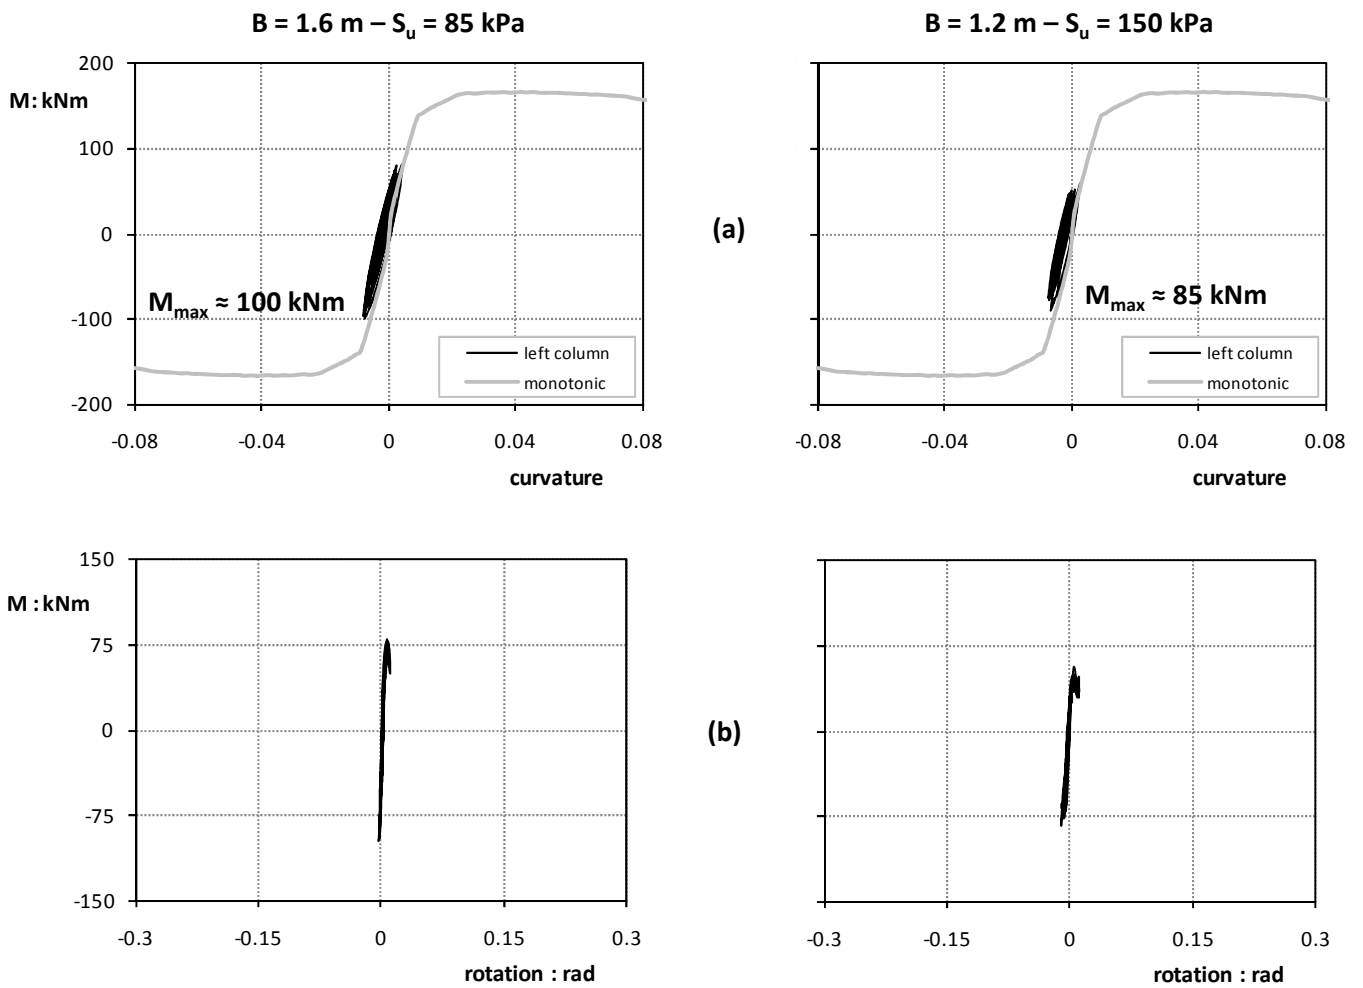 B = 1.6 m – Sᵤ = 85 kPa
B = 1.2 m – Sᵤ = 150 kPa
M: kNm
200
100
0
-100
-200
M_max ≈ 100 kNm
left column
monotonic
-0.08
-0.04
0
0.04
0.08
curvature
(a)
M_max ≈ 85 kNm
left column
monotonic
-0.08
-0.04
0
0.04
0.08
curvature
M : kNm
150
75
0
-75
-150
-0.3
-0.15
0
0.15
0.3
rotation : rad
(b)
-0.3
-0.15
0
0.15
0.3
rotation : rad